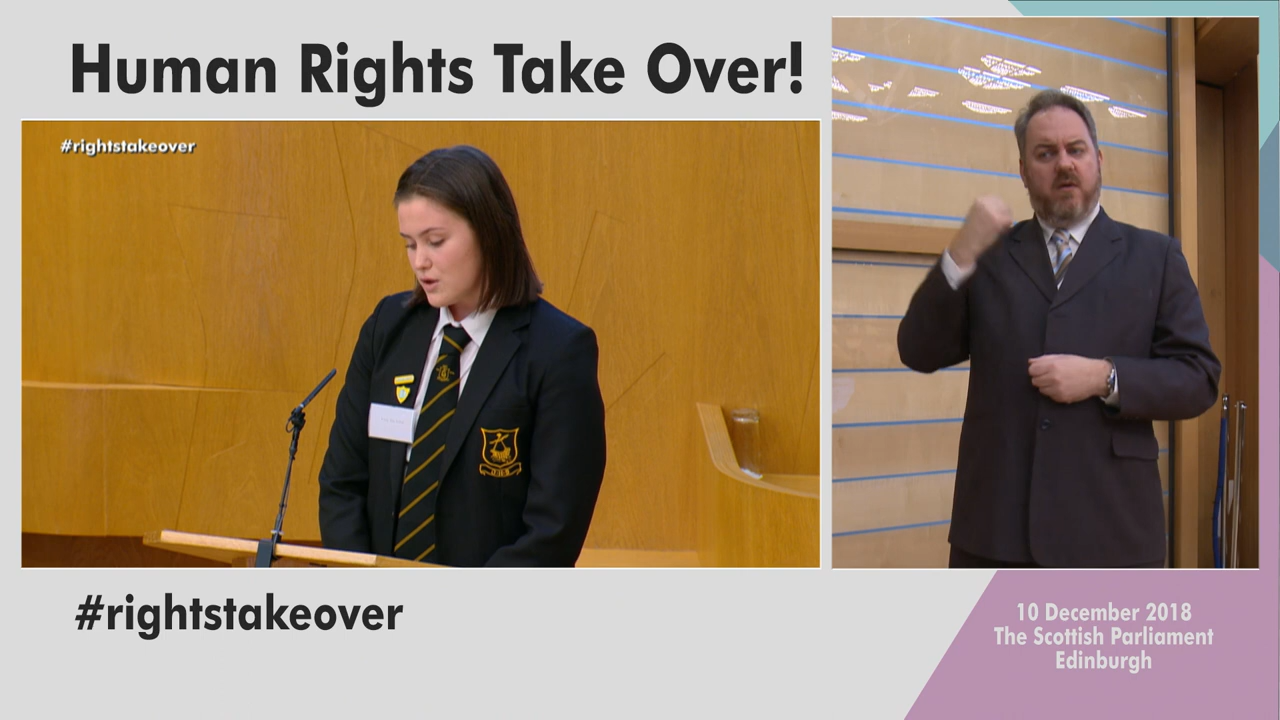 Human Rights Take Over!
#rightstakeover
#rightstakeover
10 December 2018
The Scottish Parliament
Edinburgh